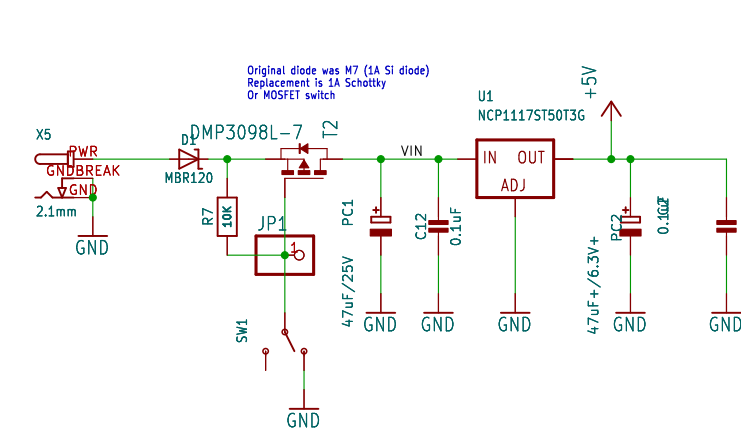 Original diode was M7 (1A Si diode)
Replacement is 1A Schottky
Or MOSFET switch
+5V
U1
NCP1117ST50T3G
X5
D1
DMP3098L-7
T2
PWR
GNDBREAK
GND
MBR120
VIN
IN
OUT
ADJ
2.1mm
GND
R7
10K
JP1
1
PC1
47uF/25V
C12
0.1uF
PC2
47uF+/6.3V+
GND
GND
GND
GND
GND
SW1
GND